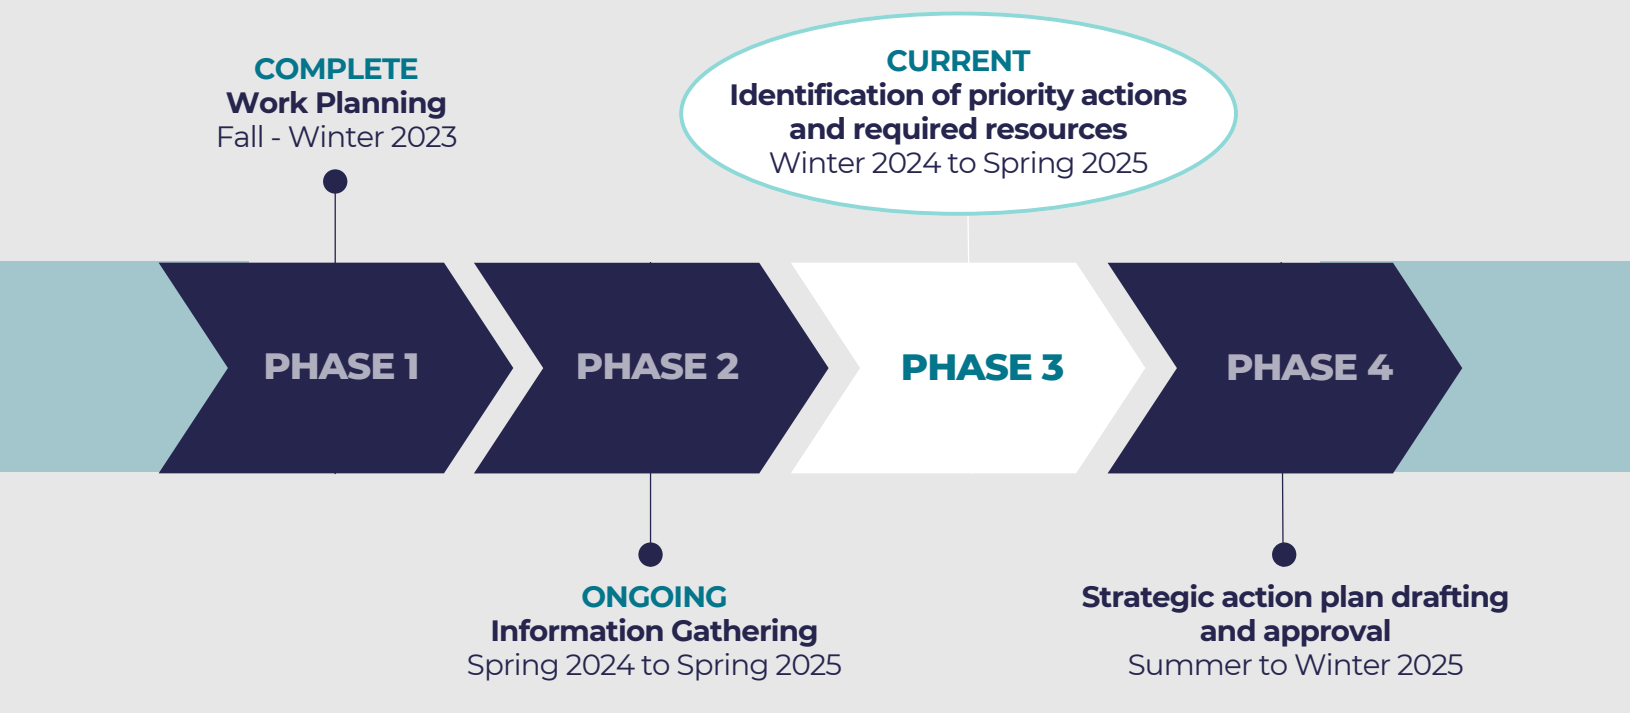 COMPLETE
Work Planning
Fall - Winter 2023
CURRENT
Identification of priority actions
and required resources
Winter 2024 to Spring 2025
PHASE 1
PHASE 2
PHASE 3
PHASE 4
ONGOING
Information Gathering
Spring 2024 to Spring 2025
Strategic action plan drafting
and approval
Summer to Winter 2025